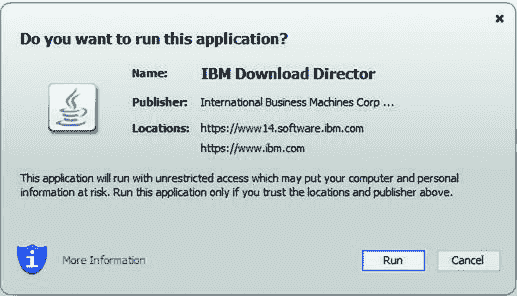 Do you want to run this application?
Name: IBM Download Director
Publisher: International Business Machines Corp ...
Locations: https://www14.software.ibm.com
https://www.ibm.com
This application will run with unrestricted access which may put your computer and personal
information at risk. Run this application only if you trust the locations and publisher above.
More Information
Run
Cancel